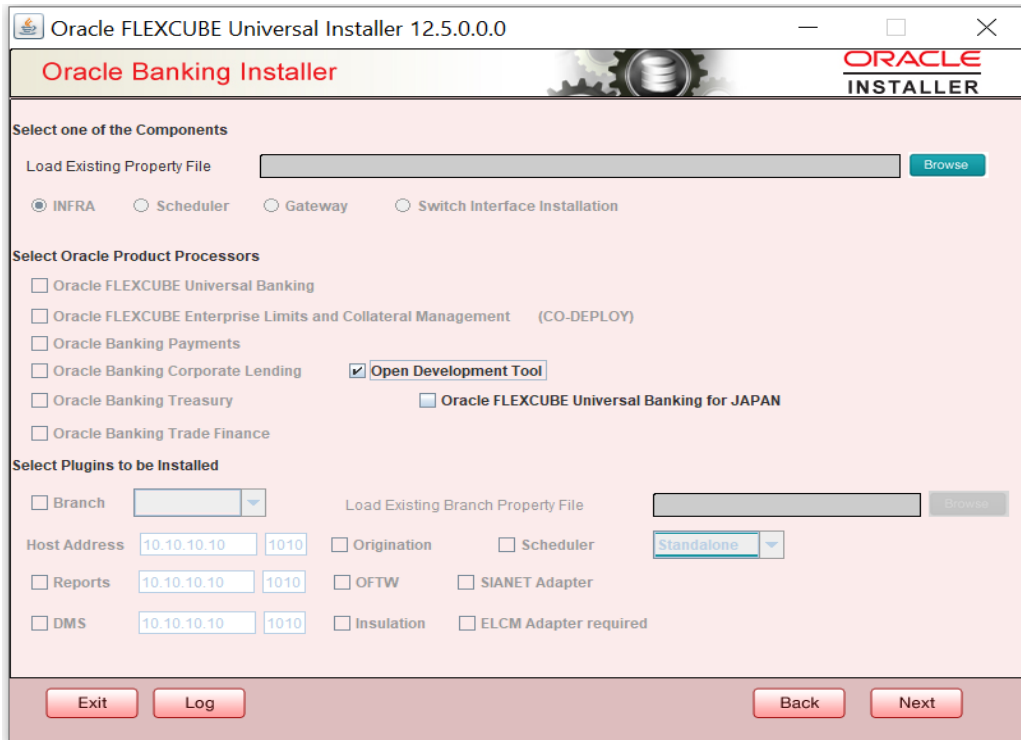 Oracle FLEXCUBE Universal Installer 12.5.0.0.0
Oracle Banking Installer
ORACLE
INSTALLER
Select one of the Components
Load Existing Property File Browse
INFRA Scheduler Gateway Switch Interface Installation
Select Oracle Product Processors
Oracle FLEXCUBE Universal Banking
Oracle FLEXCUBE Enterprise Limits and Collateral Management (CO-DEPLOY)
Oracle Banking Payments
Oracle Banking Corporate Lending Open Development Tool
Oracle Banking Treasury Oracle FLEXCUBE Universal Banking for JAPAN
Oracle Banking Trade Finance
Select Plugins to be Installed
Branch Load Existing Branch Property File Browse
Host Address 10.10.10.10 1010 Origination Scheduler Standalone
Reports 10.10.10.10 1010 OFTW SIANET Adapter
DMS 10.10.10.10 1010 Insulation ELCM Adapter required
Exit Log Back Next